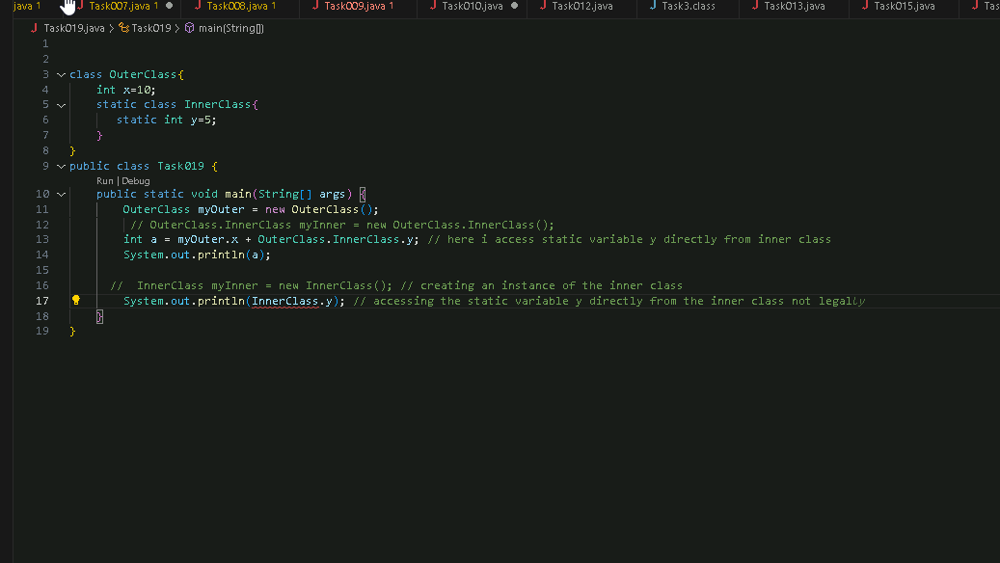 java 1 Task007.java 1 Task008.java 1 Task009.java 1 Task010.java Task012.java Task3.class Task013.java Task015.java Tas
Task019.java > Task019 > main(String[])
1
2
3 class OuterClass{
4 int x=10;
5 static class InnerClass{
6 static int y=5;
7 }
8 }
9 public class Task019 {
Run | Debug
10 public static void main(String[] args) {
11 OuterClass myOuter = new OuterClass();
12 // OuterClass.InnerClass myInner = new OuterClass.InnerClass();
13 int a = myOuter.x + OuterClass.InnerClass.y; // here i access static variable y directly from inner class
14 System.out.println(a);
15
16 // InnerClass myInner = new InnerClass(); // creating an instance of the inner class
17 System.out.println(InnerClass.y); // accessing the static variable y directly from the inner class not legally
18 }
19 }